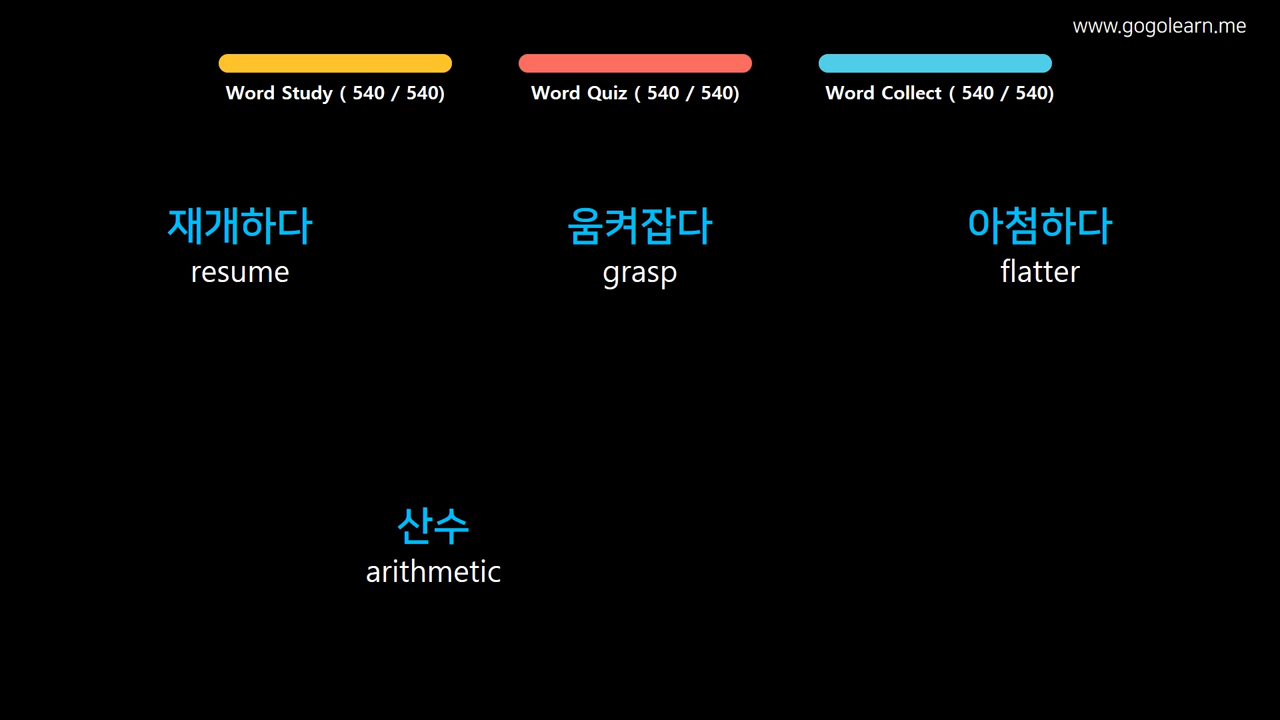 www.gogolearn.me
Word Study ( 540 / 540)
Word Quiz ( 540 / 540)
Word Collect ( 540 / 540)
재개하다
resume
움켜잡다
grasp
아첨하다
flatter
산수
arithmetic